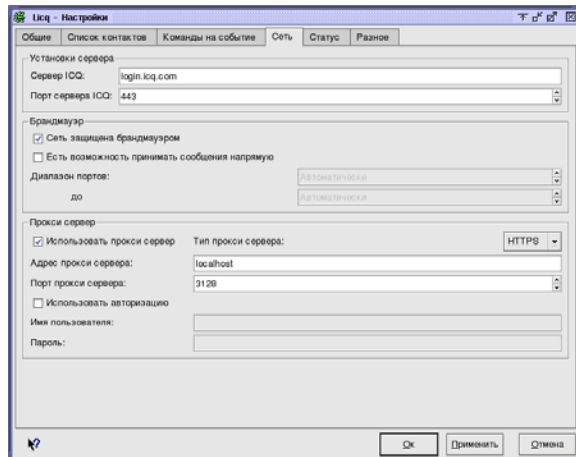 Licq - Настройки
Общие Список контактов Команды на событие Сеть Статус Разное
Установки сервера
Сервер ICQ: login.icq.com
Порт сервера ICQ: 443
Брандмауэр
Сеть защищена брандмауэром
Есть возможность принимать сообщения напрямую
Диапазон портов: Автоматически
до Автоматически
Прокси сервер
Использовать прокси сервер Тип прокси сервера: HTTPS
Адрес прокси сервера: localhost
Порт прокси сервера: 3128
Использовать авторизацию
Имя пользователя:
Пароль:
Ок Применить Отмена